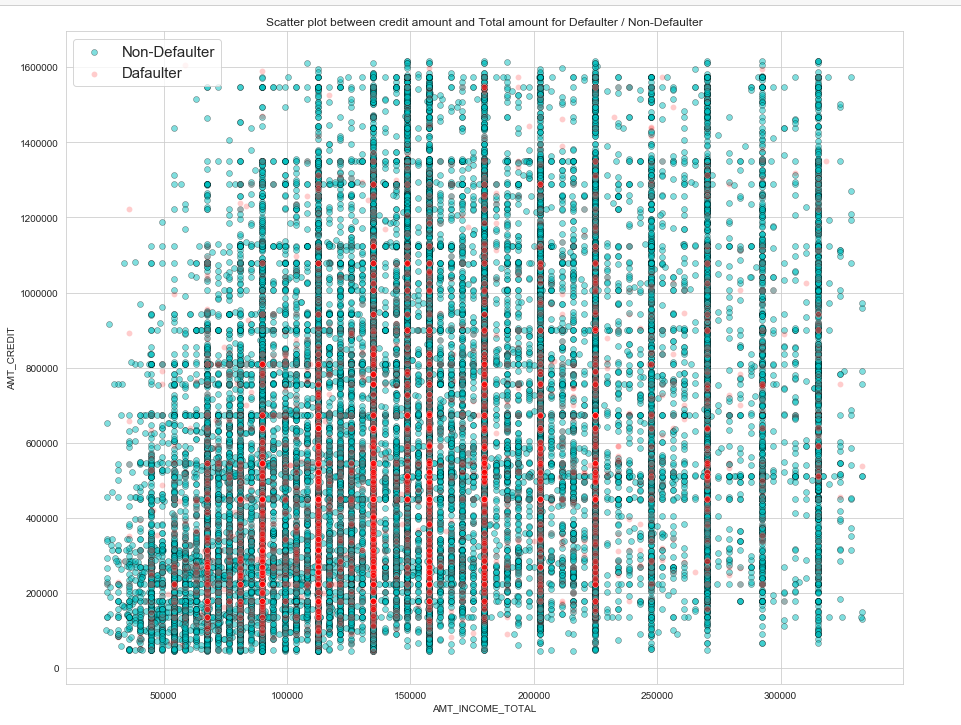 Scatter plot between credit amount and Total amount for Defaulter / Non-Defaulter
Non-Defaulter
Dafaulter
1600000
1400000
1200000
1000000
800000
600000
400000
200000
0
AMT_CREDIT
50000 100000 150000 200000 250000 300000
AMT_INCOME_TOTAL